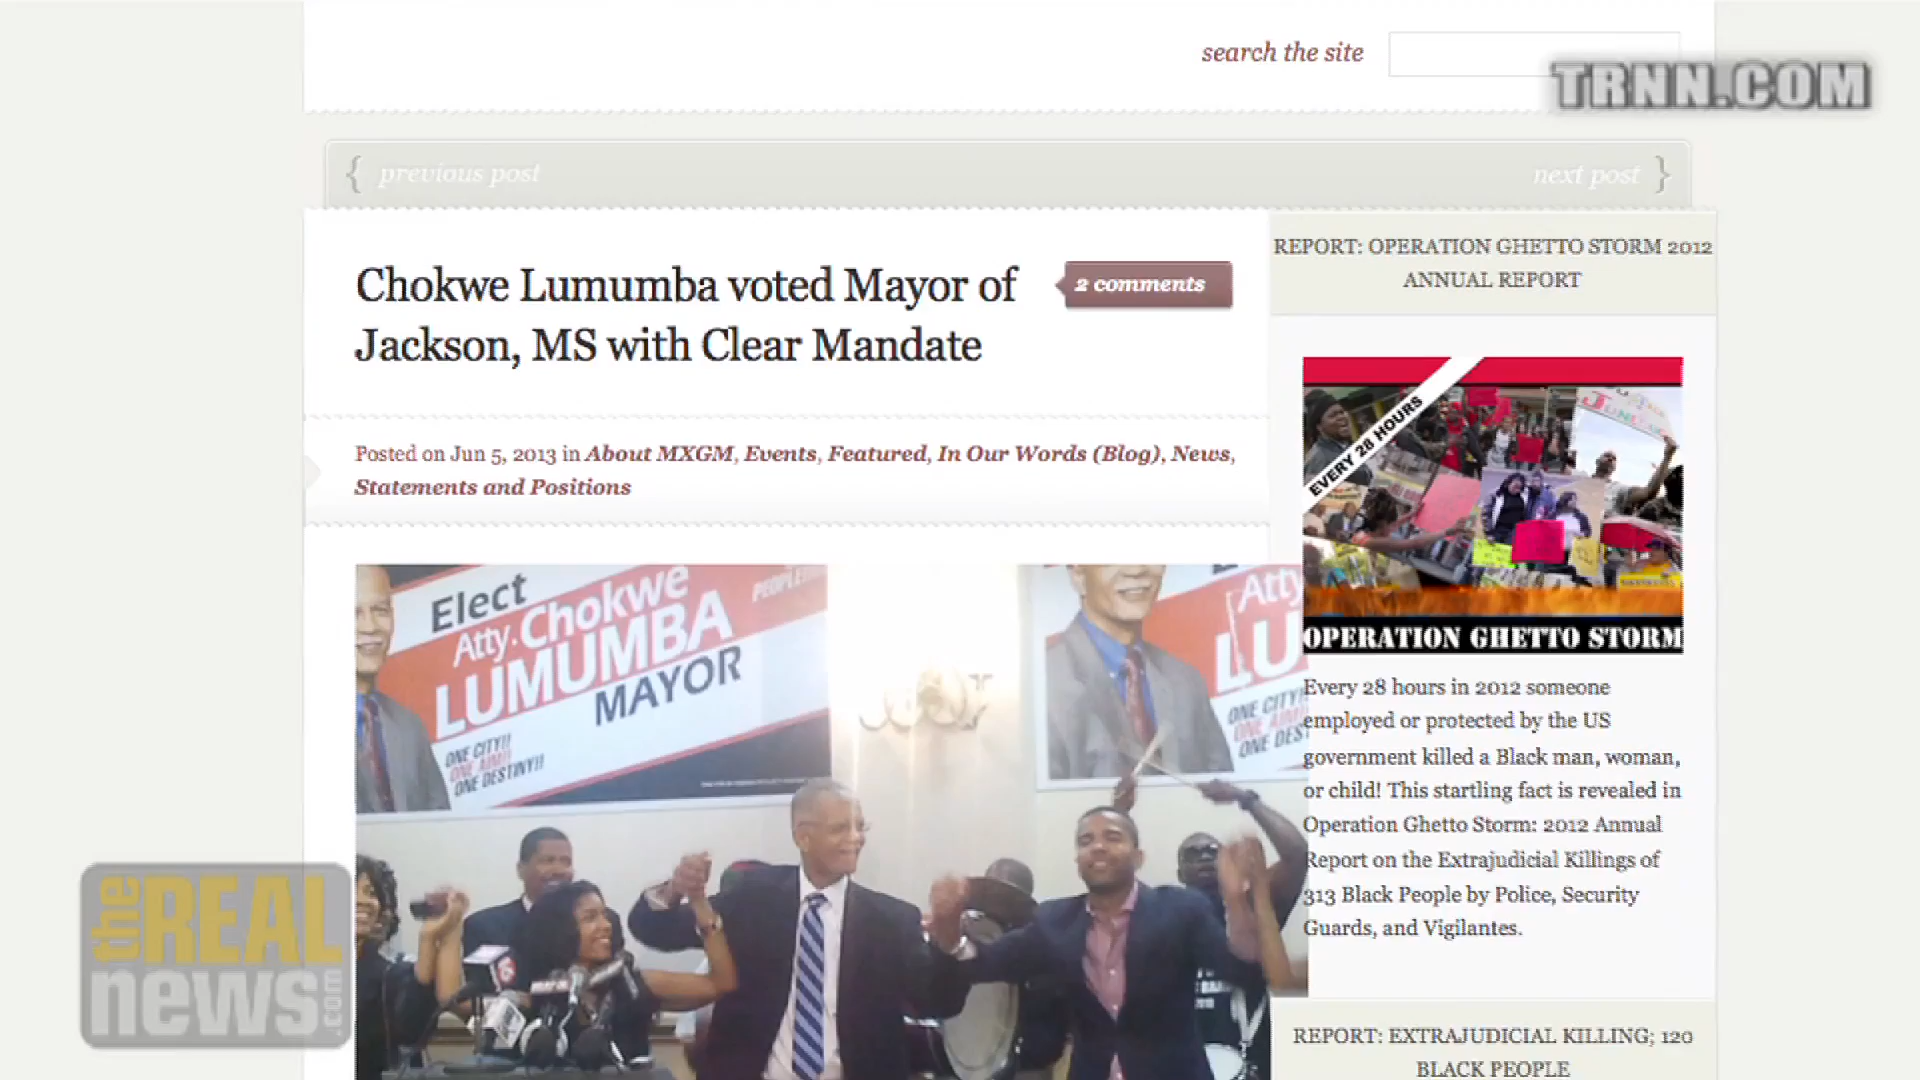 search the site
TRNN.COM
{ previous post
next post }
Chokwe Lumumba voted Mayor of
Jackson, MS with Clear Mandate
2 comments
Posted on Jun 5, 2013 in About MXGM, Events, Featured, In Our Words (Blog), News,
Statements and Positions
Elect
Atty. Chokwe
LUMUMBA
MAYOR
ONE CITY!!
ONE AIM!!
ONE DESTINY!!
Atty
LU
ONE CITY!
ONE AIM
ONE DES
REPORT: OPERATION GHETTO STORM 2012
ANNUAL REPORT
EVERY 28 HOURS
OPERATION GHETTO STORM
Every 28 hours in 2012 someone
employed or protected by the US
government killed a Black man, woman,
or child! This startling fact is revealed in
Operation Ghetto Storm: 2012 Annual
Report on the Extrajudicial Killings of
313 Black People by Police, Security
Guards, and Vigilantes.
REPORT: EXTRAJUDICIAL KILLING; 120
BLACK PEOPLE
the REAL
news.com